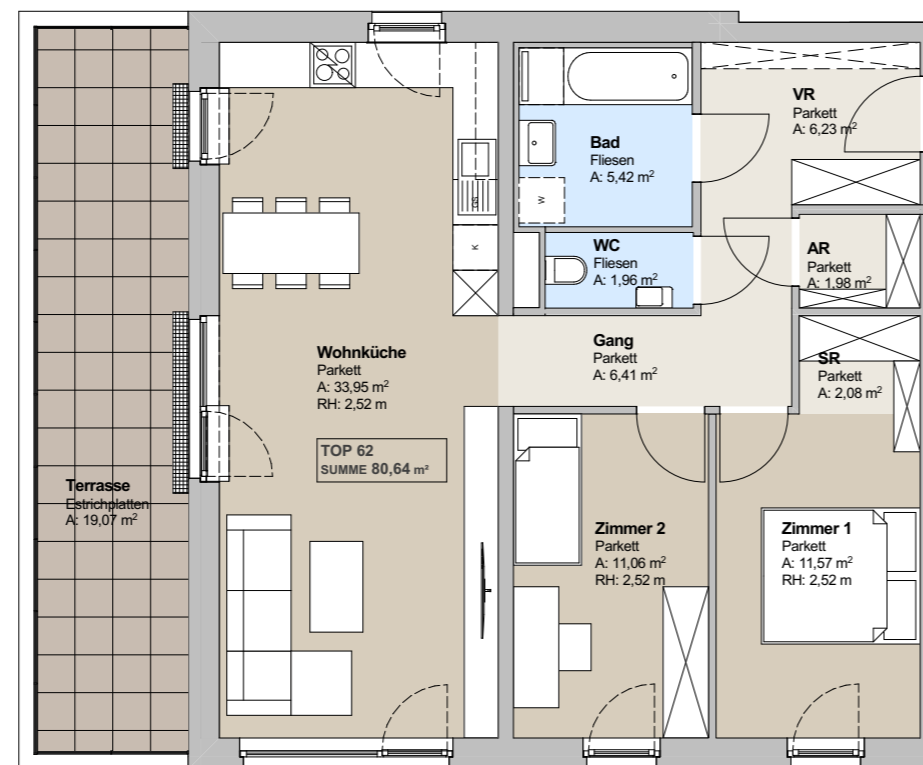 VR
Parkett
A: 6,23 m²
Bad
Fliesen
A: 5,42 m²
W
GS
K
WC
Fliesen
A: 1,96 m²
AR
Parkett
A: 1,98 m²
Gang
Parkett
A: 6,41 m²
SR
Parkett
A: 2,08 m²
Wohnküche
Parkett
A: 33,95 m²
RH: 2,52 m
TOP 62
SUMME 80,64 m²
Terrasse
Estrichplatten
A: 19,07 m²
Zimmer 2
Parkett
A: 11,06 m²
RH: 2,52 m
Zimmer 1
Parkett
A: 11,57 m²
RH: 2,52 m